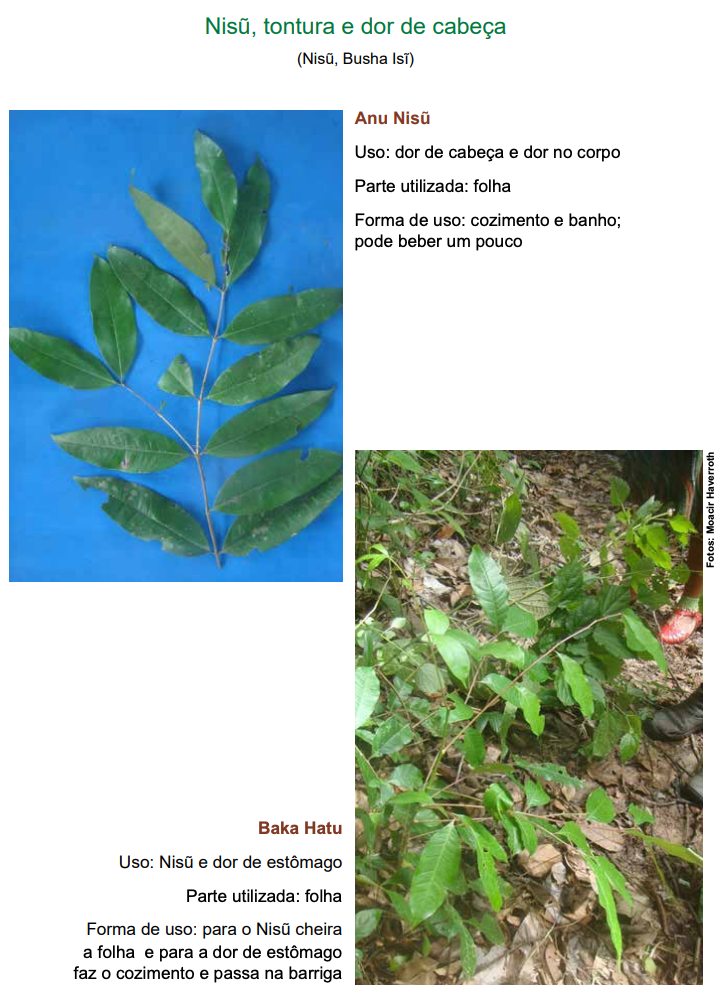 Nisũ, tontura e dor de cabeça
(Nisũ, Busha Isĩ)
Anu Nisũ
Uso: dor de cabeça e dor no corpo
Parte utilizada: folha
Forma de uso: cozimento e banho;
pode beber um pouco
Fotos: Moacir Haverroth
Baka Hatu
Uso: Nisũ e dor de estômago
Parte utilizada: folha
Forma de uso: para o Nisũ cheira
a folha e para a dor de estômago
faz o cozimento e passa na barriga